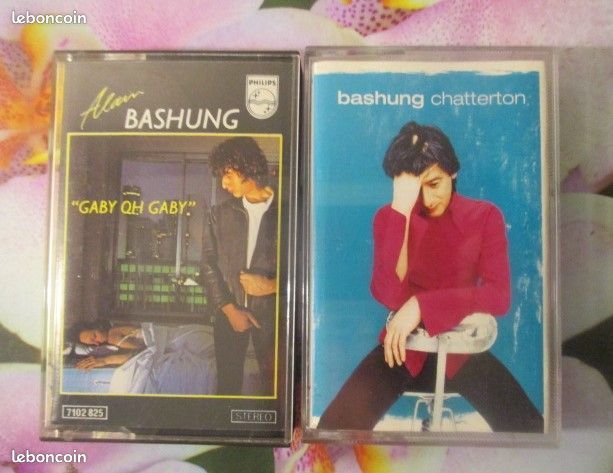 leboncoin
Alain
BASHUNG
PHILIPS
"GABY OH GABY"
7102 825
STEREO
bashung chatterton
leboncoin